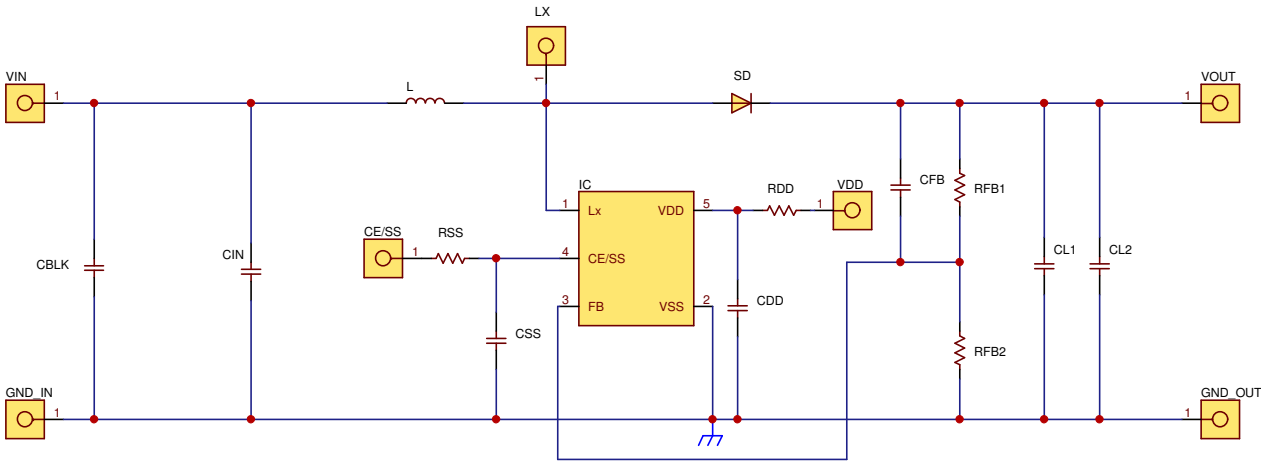 LX
1
VIN
1
L
SD
VOUT
1
IC
CFB
RFB1
RDD
VDD
1
1
Lx
VDD
5
CE/SS
1
RSS
4
CE/SS
CBLK
CIN
CL1
CL2
3
FB
VSS
2
CDD
CSS
RFB2
GND_IN
1
GND_OUT
1